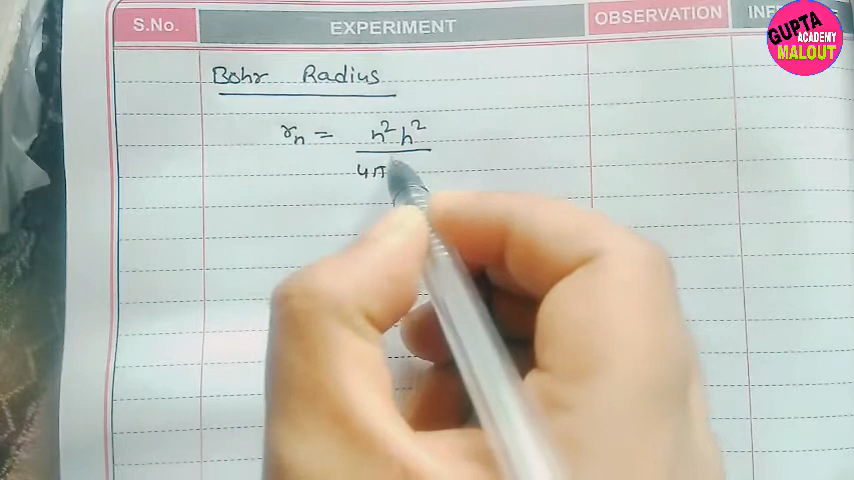 S.No.
EXPERIMENT
OBSERVATION
GUPTA
ACADEMY
MALOUT
Bohr Radius
rn = n²h²
4π